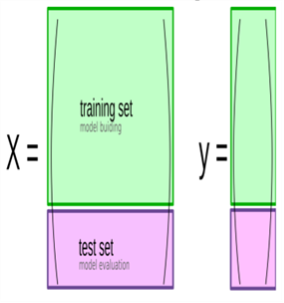 X =
training set
model building
test set
model evaluation
y =